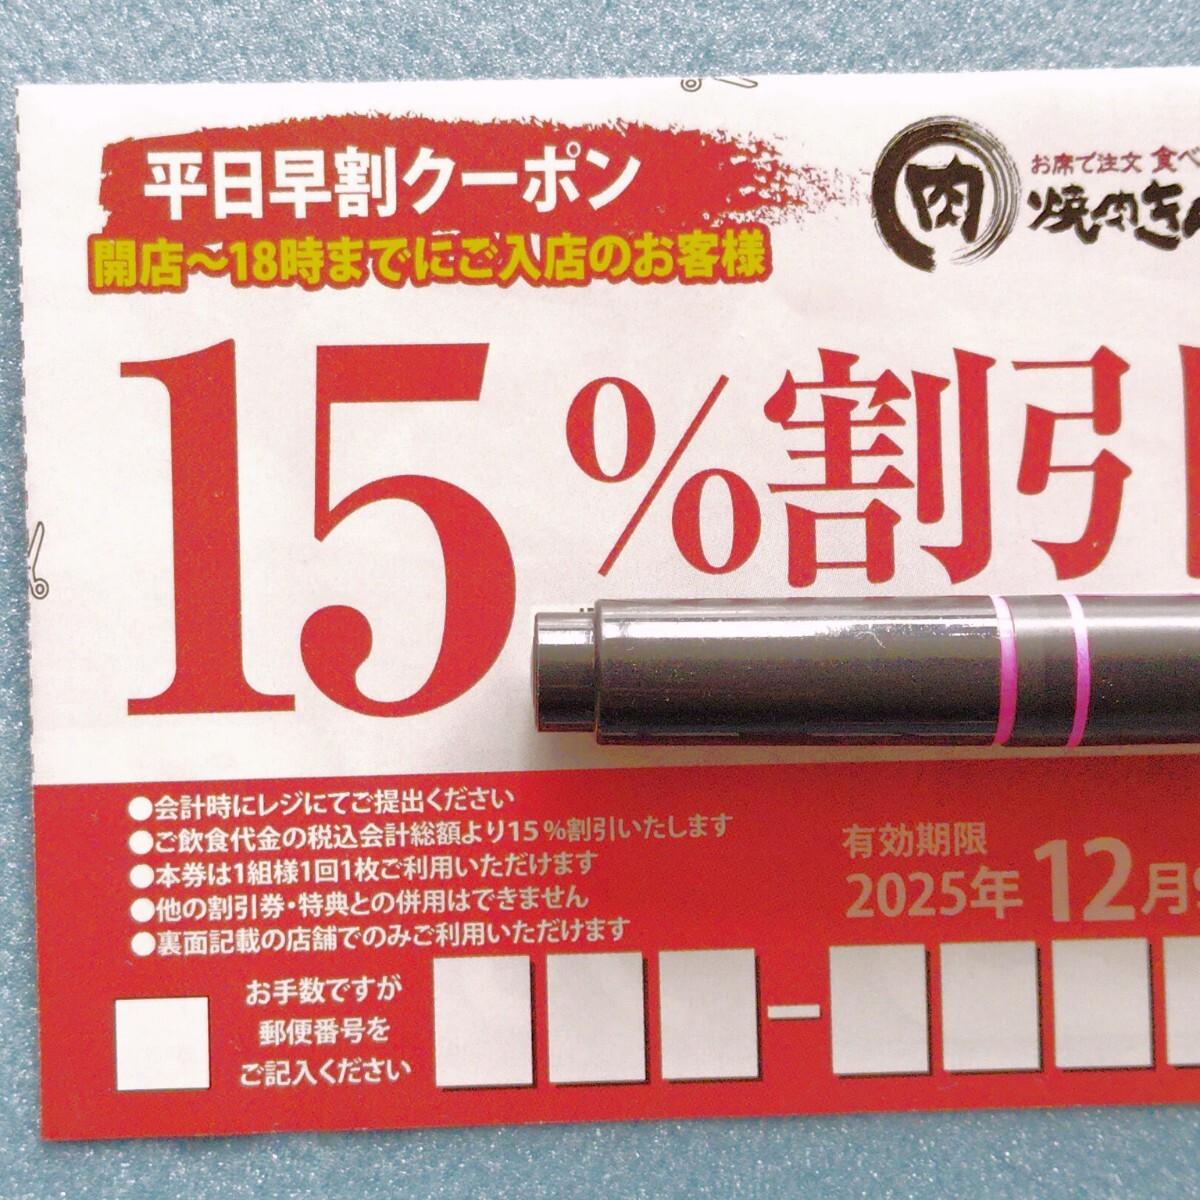 平日早割クーポン
開店～18時までにご入店のお客様
肉
お席で注文 食べ
焼肉き
15%割引
●会計時にレジにてご提出ください
●ご飲食代金の税込会計総額より15%割引いたします
●本券は1組様1回1枚ご利用いただけます
●他の割引券・特典との併用はできません
●裏面記載の店舗でのみご利用いただけます
有効期限
2025年12月
お手数ですが
郵便番号を
ご記入ください